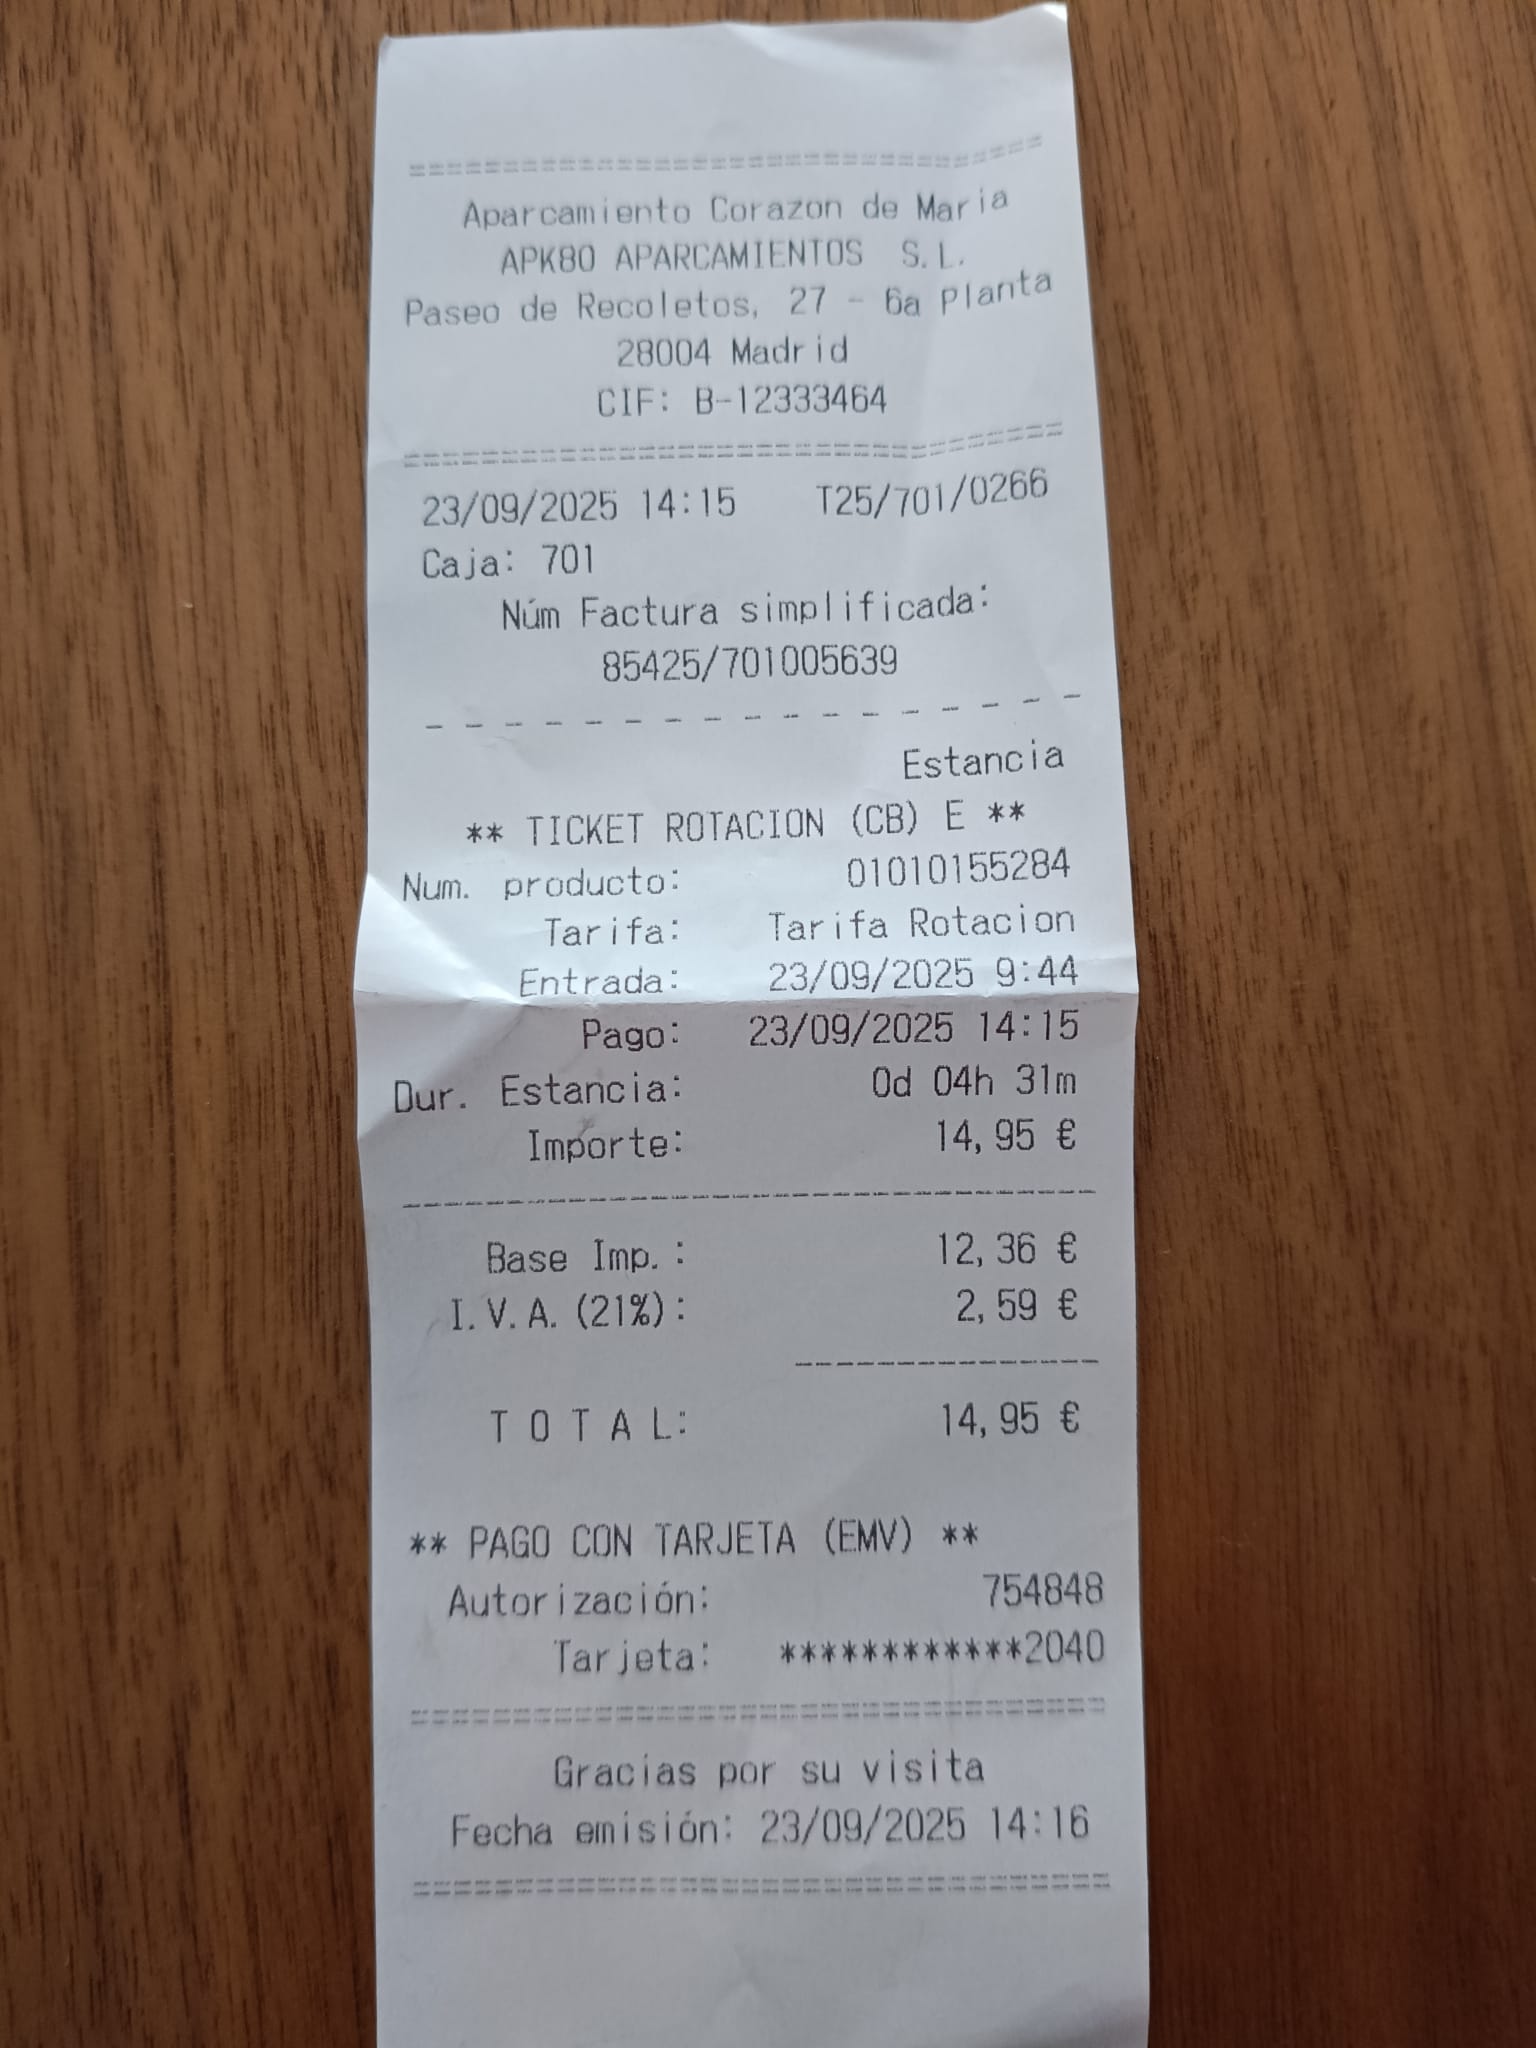 Aparcamiento Corazon de Maria
APK80 APARCAMIENTOS S.L.
Paseo de Recoletos, 27 - 6a Planta
28004 Madrid
CIF: B-12333464
23/09/2025 14:15 T25/701/0266
Caja: 701
Núm Factura simplificada:
85425/701005639
Estancia
** TICKET ROTACION (CB) E **
Num. producto: 01010155284
Tarifa: Tarifa Rotacion
Entrada: 23/09/2025 9:44
Pago: 23/09/2025 14:15
Dur. Estancia: 0d 04h 31m
Importe: 14,95 €
Base Imp.: 12,36 €
I.V.A.(21%): 2,59 €
T O T A L: 14,95 €
** PAGO CON TARJETA (EMV) **
Autorización: 754848
Tarjeta: ************2040
Gracias por su visita
Fecha emisión: 23/09/2025 14:16